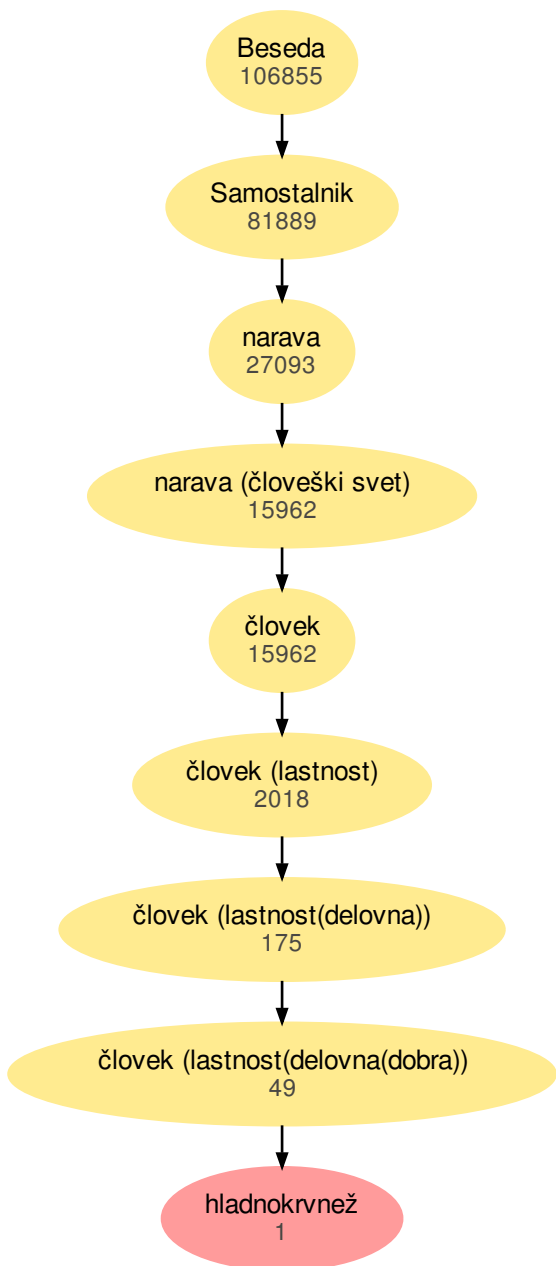 Beseda
106855
Samostalnik
81889
narava
27093
narava (človeški svet)
15962
človek
15962
človek (lastnost)
2018
človek (lastnost(delovna))
175
človek (lastnost(delovna(dobra))
49
hladnokrvnež
1